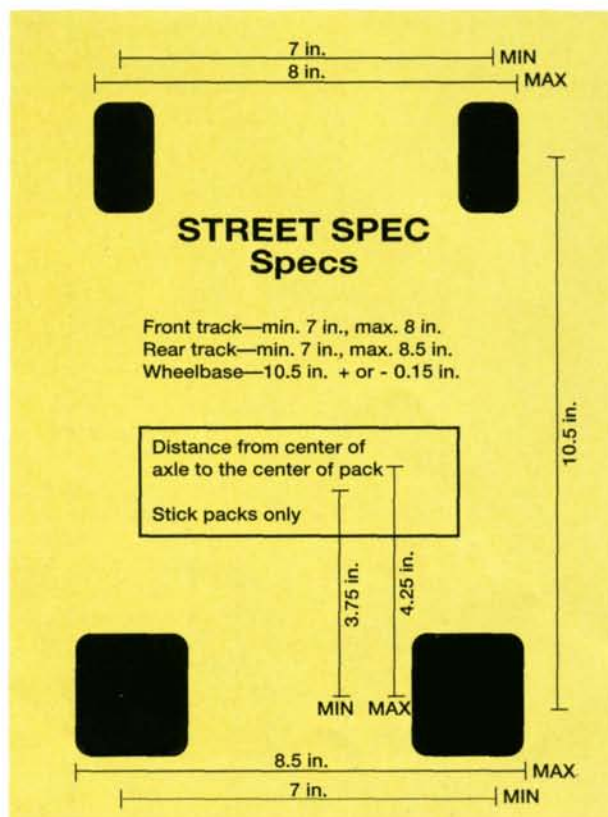 7 in.
MIN
8 in.
MAX
STREET SPEC
Specs
Front track—min. 7 in., max. 8 in.
Rear track—min. 7 in., max. 8.5 in.
Wheelbase—10.5 in. + or - 0.15 in.
10.5 in.
Distance from center of
axle to the center of pack
Stick packs only
3.75 in.
4.25 in.
MIN
MAX
8.5 in.
MAX
7 in.
MIN